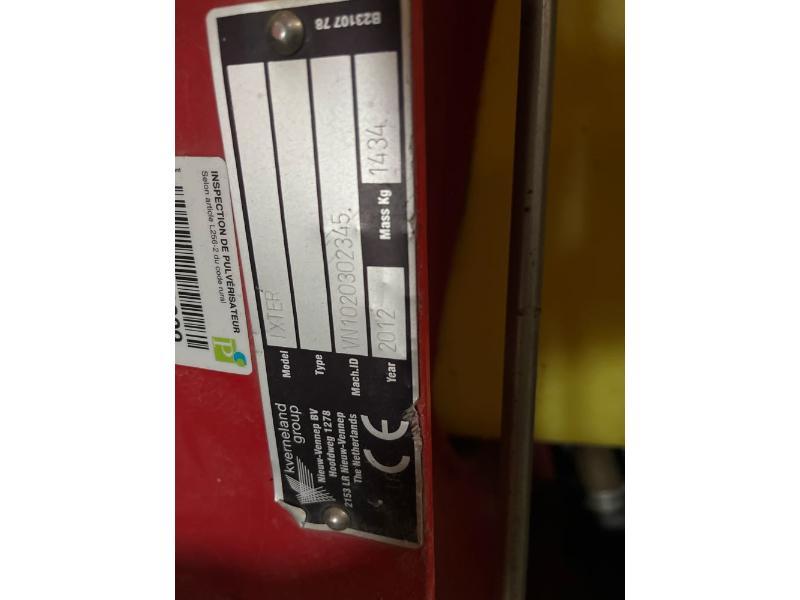 B23107 78
Model IXTER
Type
Mach.ID VN1020302345.
Year 2012 Mass Kg 1434
kverneland
group
Nieuw-Vennep BV
Hoofdweg 1278
2153 LR Nieuw-Vennep
The Netherlands
CE
INSPECTION DE PULVÉRISATEUR
Selon article L256-2 du code rural